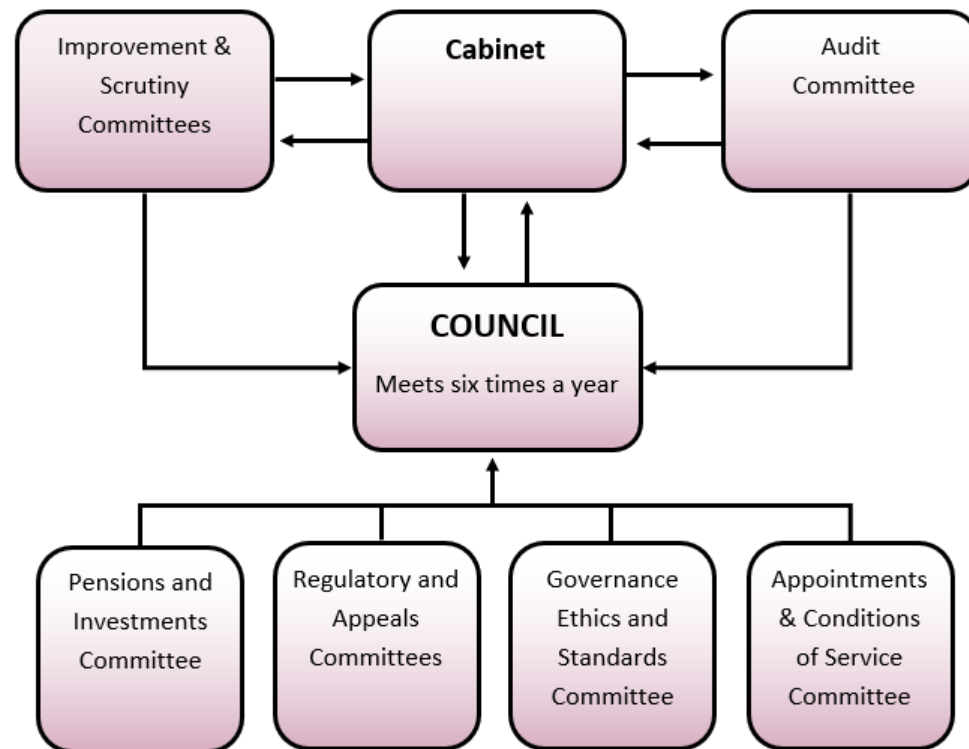 Improvement &
Scrutiny
Committees
Cabinet
Audit
Committee
COUNCIL
Meets six times a year
Pensions and
Investments
Committee
Regulatory and
Appeals
Committees
Governance
Ethics and
Standards
Committee
Appointments
& Conditions
of Service
Committee